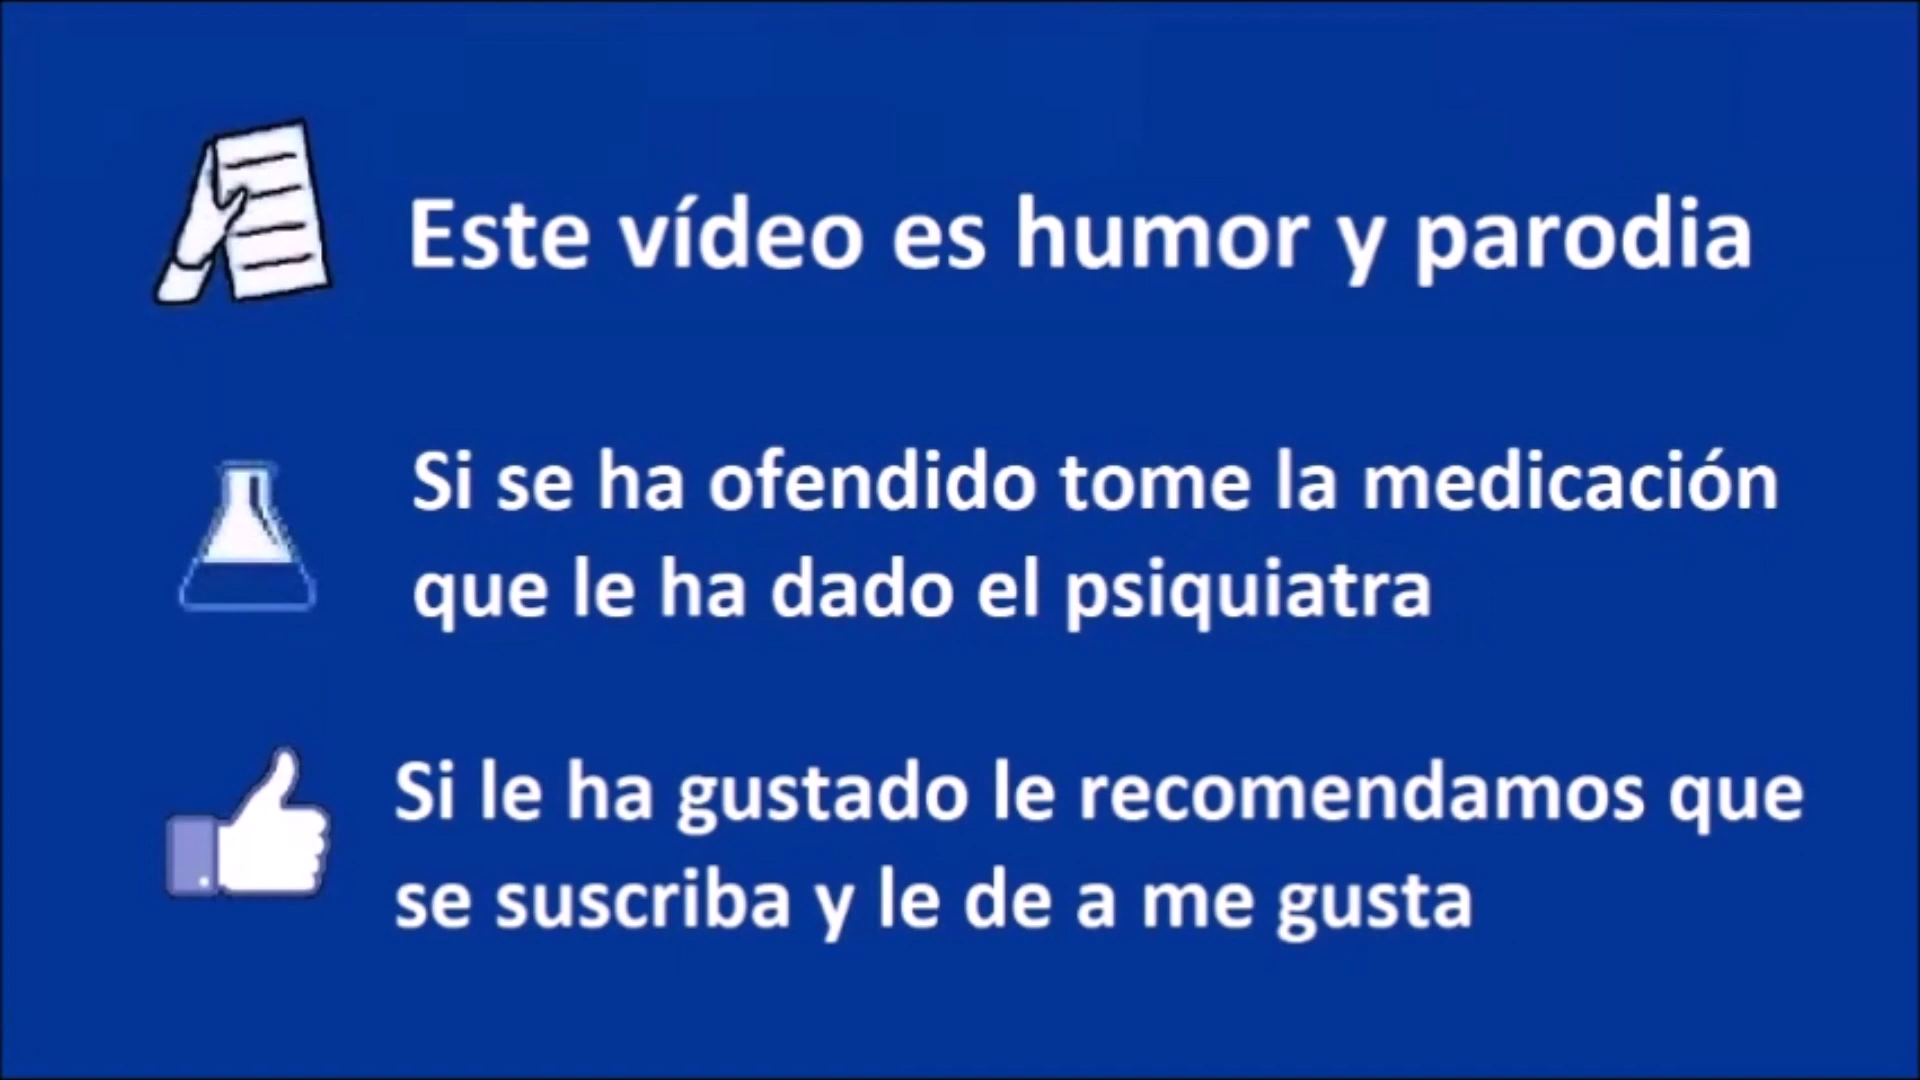 Este vídeo es humor y parodia
Si se ha ofendido tome la medicación
que le ha dado el psiquiatra
Si le ha gustado le recomendamos que
se suscriba y le de a me gusta